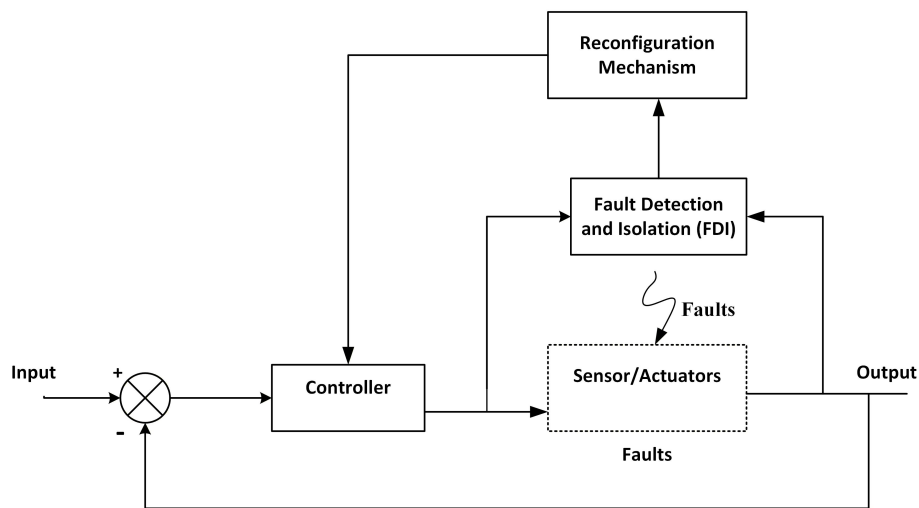 Reconfiguration
Mechanism
Fault Detection
and Isolation (FDI)
Faults
Input
+
-
Controller
Sensor/Actuators
Output
Faults